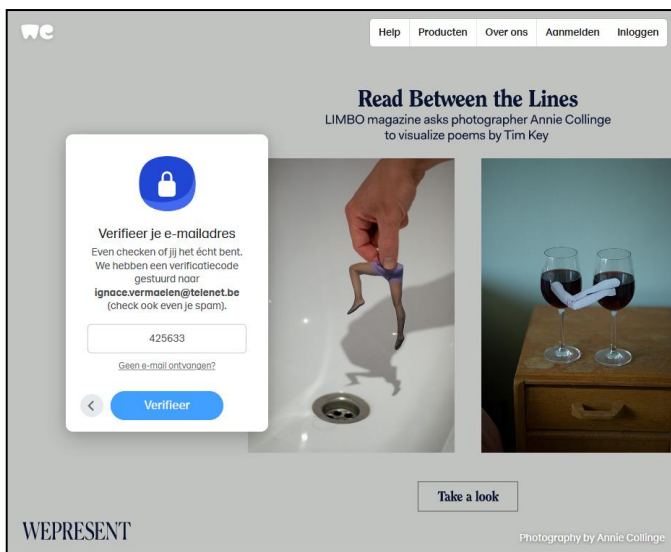 we
Help Producten Over ons Aanmelden Inloggen
Read Between the Lines
LIMBO magazine asks photographer Annie Collinge
to visualize poems by Tim Key
Verifieer je e-mailadres
Even checken of jij het écht bent.
We hebben een verificatiecode
gestuurd naar
ignace.vermaelen@telenet.be
(check ook even je spam).
425633
Geen e-mail ontvangen?
Verifieer
Take a look
WEPRESENT
Photography by Annie Collinge